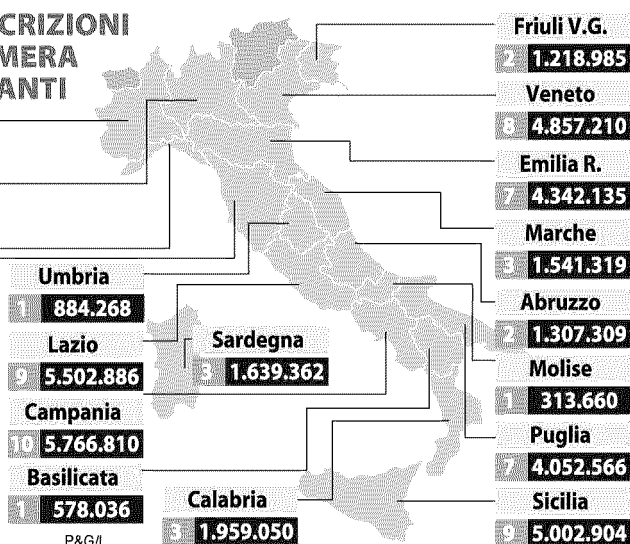 CRIZIONI
MERA
ANTI
Friuli V.G.
2 1.218.985
Veneto
8 4.857.210
Emilia R.
7 4.342.135
Marche
3 1.541.319
Abruzzo
2 1.307.309
Molise
1 313.660
Puglia
7 4.052.566
Sicilia
9 5.002.904
Umbria
1 884.268
Lazio
9 5.502.886
Campania
10 5.766.810
Basilicata
1 578.036
P&G/L
Sardegna
3 1.639.362
Calabria
3 1.959.050